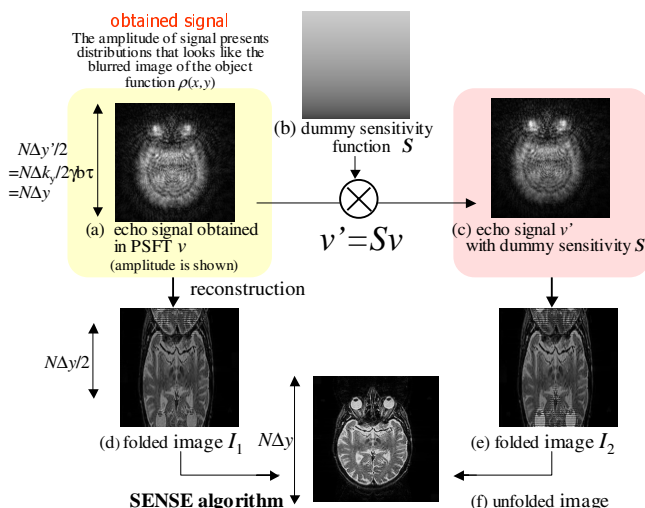 obtained signal
The amplitude of signal presents
distributions that looks like the
blurred image of the object
function ρ(x,y)
NΔy'/2
=NΔk_y/2γbτ
=NΔy
(a) echo signal obtained
in PSFT v
(amplitude is shown)
(b) dummy sensitivity
function S
v'=Sv
(c) echo signal v'
with dummy sensitivity S
reconstruction
NΔy/2
(d) folded image I₁
NΔy
(e) folded image I₂
SENSE algorithm
(f) unfolded image